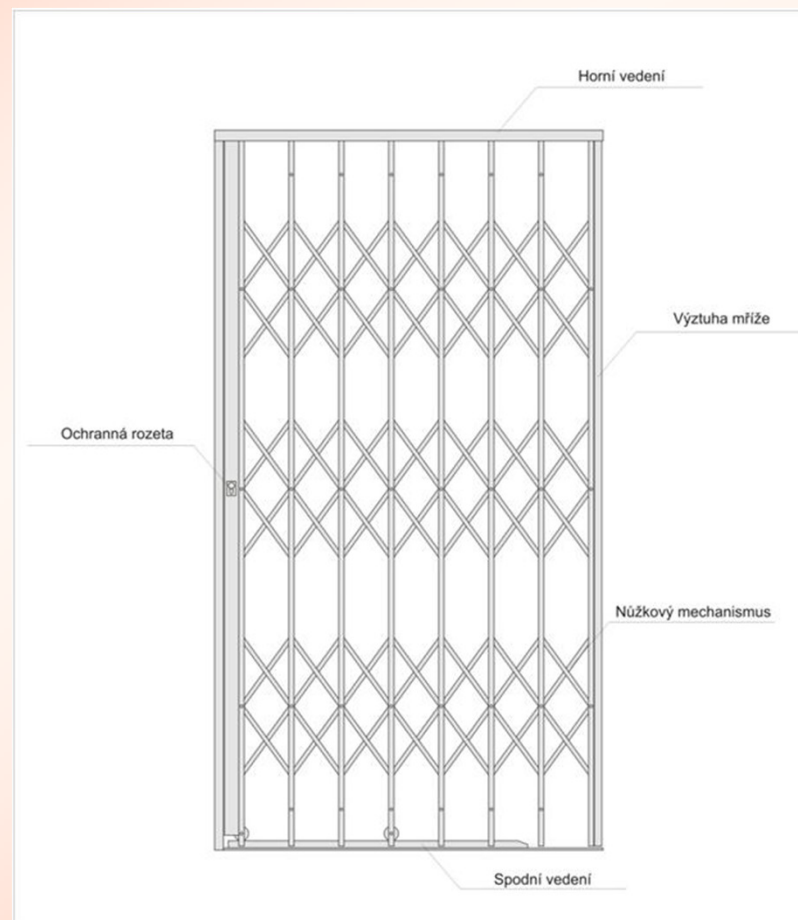 Horní vedení
Výztuha mříže
Ochranná rozeta
Nůžkový mechanismus
Spodní vedení